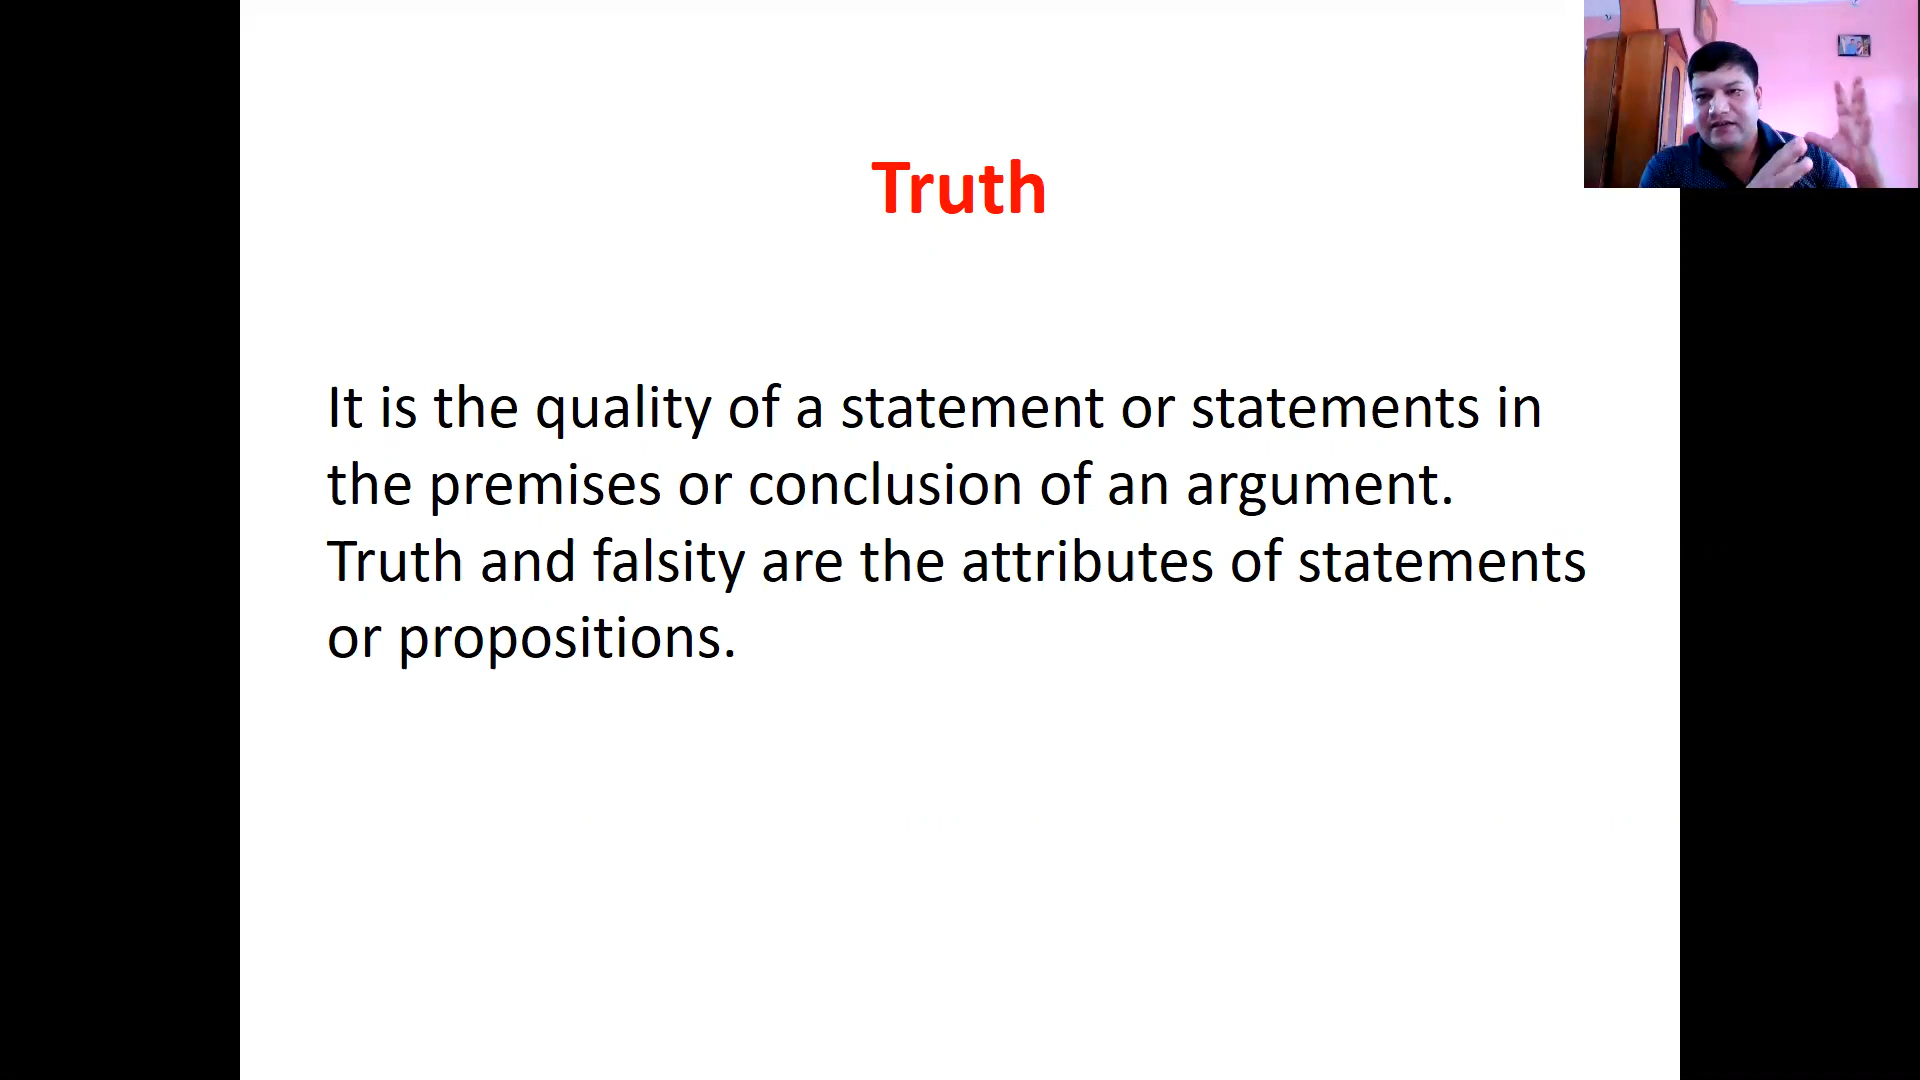 Truth
It is the quality of a statement or statements in
the premises or conclusion of an argument.
Truth and falsity are the attributes of statements
or propositions.